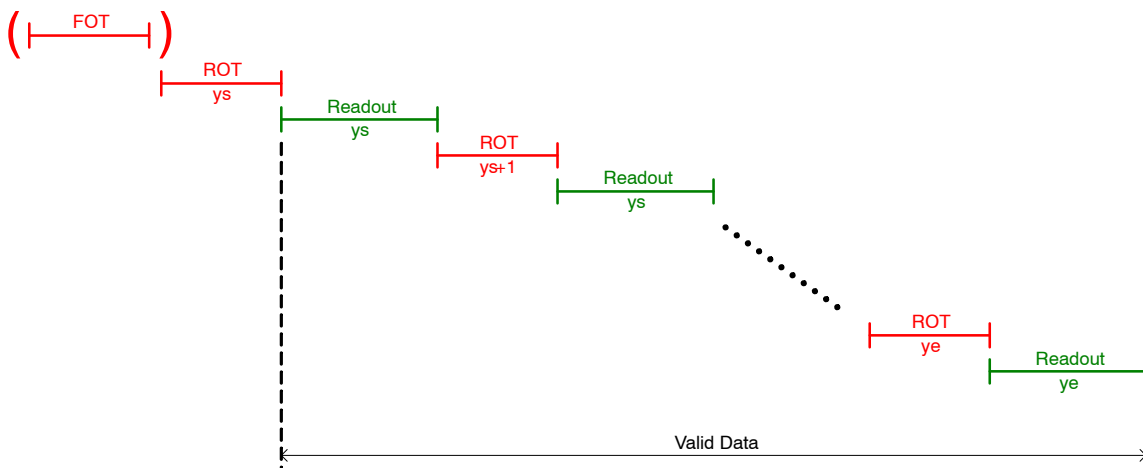 ( FOT )
ROT
ys
Readout
ys
ROT
ys+1
Readout
ys
ROT
ye
Readout
ye
Valid Data